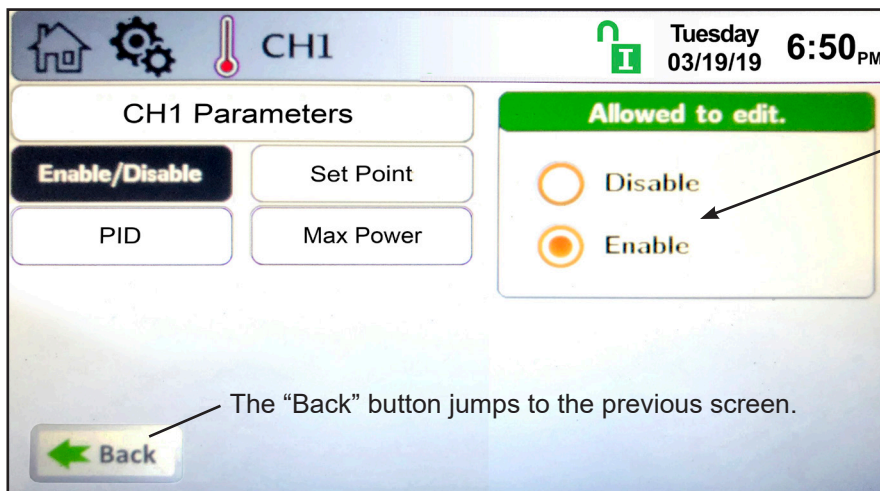 CH1
I
Tuesday
03/19/19
6:50PM
CH1 Parameters
Enable/Disable
Set Point
PID
Max Power
Allowed to edit.
Disable
Enable
The “Back” button jumps to the previous screen.
Back